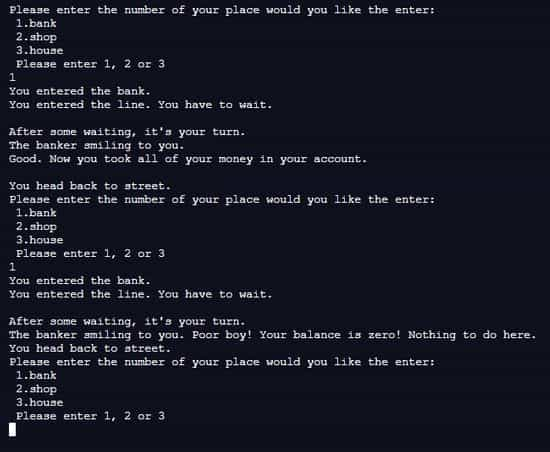 Please enter the number of your place would you like the enter:
1.bank
2.shop
3.house
Please enter 1, 2 or 3
1
You entered the bank.
You entered the line. You have to wait.
After some waiting, it's your turn.
The banker smiling to you.
Good. Now you took all of your money in your account.
You head back to street.
Please enter the number of your place would you like the enter:
1.bank
2.shop
3.house
Please enter 1, 2 or 3
1
You entered the bank.
You entered the line. You have to wait.
After some waiting, it's your turn.
The banker smiling to you. Poor boy! Your balance is zero! Nothing to do here.
You head back to street.
Please enter the number of your place would you like the enter:
1.bank
2.shop
3.house
Please enter 1, 2 or 3